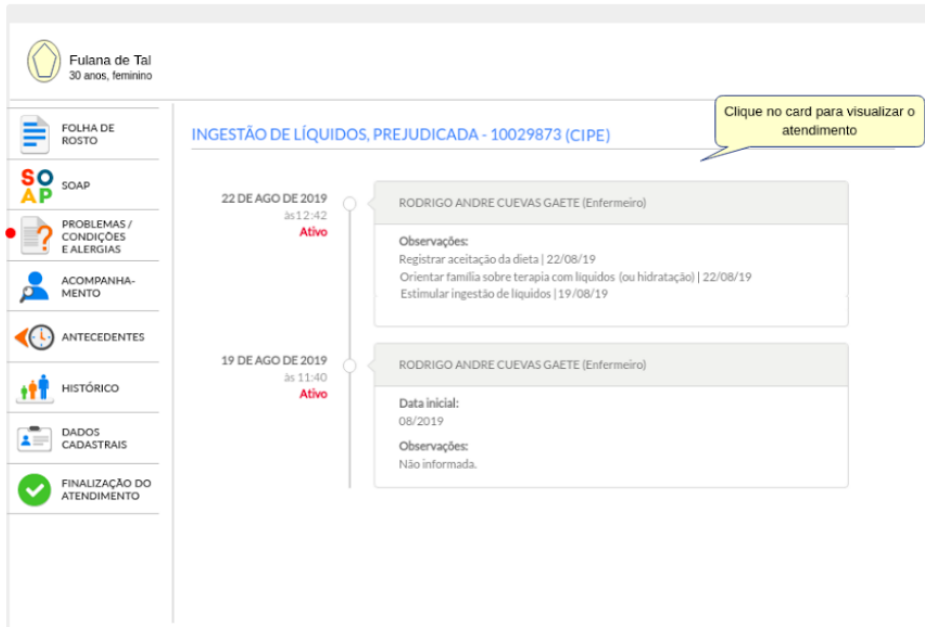 Fulana de Tal
30 anos, feminino
FOLHA DE
ROSTO
SOAP
SOAP
PROBLEMAS /
CONDIÇÕES
E ALERGIAS
ACOMPANHA-
MENTO
ANTECEDENTES
HISTÓRICO
DADOS
CADASTRAIS
FINALIZAÇÃO DO
ATENDIMENTO
Clique no card para visualizar o
atendimento
INGESTÃO DE LÍQUIDOS, PREJUDICADA - 10029873 (CIPE)
22 DE AGO DE 2019
às12:42
Ativo
RODRIGO ANDRE CUEVAS GAETE (Enfermeiro)
Observações:
Registrar aceitação da dieta | 22/08/19
Orientar família sobre terapia com líquidos (ou hidratação) | 22/08/19
Estimular ingestão de líquidos |19/08/19
19 DE AGO DE 2019
às 11:40
Ativo
RODRIGO ANDRE CUEVAS GAETE (Enfermeiro)
Data inicial:
08/2019
Observações:
Não informada.